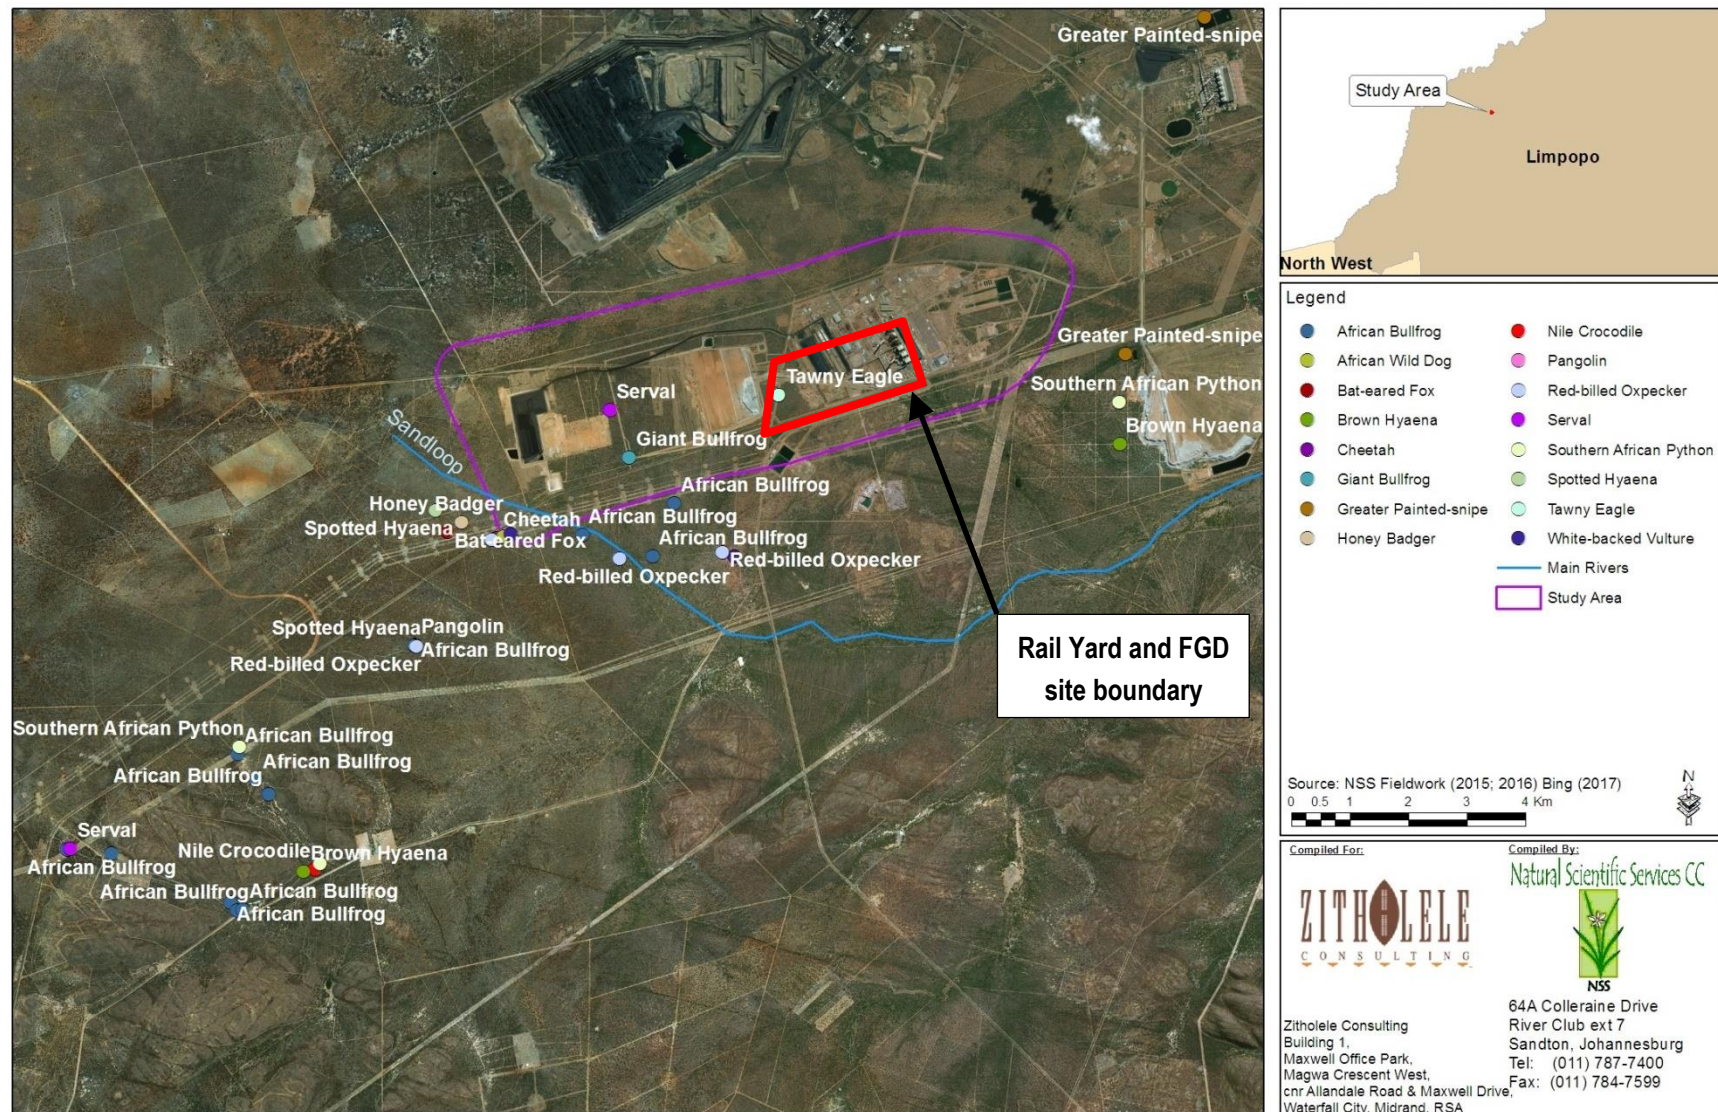 Greater Painted-snipe
Greater Painted-snipe
Tawny Eagle
Southern African Python
Serval
Brown Hyaena
Giant Bullfrog
Sandloop
African Bullfrog
Honey Badger
Cheetah
African Bullfrog
Spotted Hyaena
Bat-eared Fox
African Bullfrog
Red-billed Oxpecker
Red-billed Oxpecker
Spotted Hyaena
Pangolin
African Bullfrog
Red-billed Oxpecker
Rail Yard and FGD
site boundary
Southern African Python
African Bullfrog
African Bullfrog
African Bullfrog
Serval
Nile Crocodile
Brown Hyaena
African Bullfrog
African Bullfrog
African Bullfrog
African Bullfrog
Study Area
Limpopo
North West
Legend
African Bullfrog
African Wild Dog
Bat-eared Fox
Brown Hyaena
Cheetah
Giant Bullfrog
Greater Painted-snipe
Honey Badger
Nile Crocodile
Pangolin
Red-billed Oxpecker
Serval
Southern African Python
Spotted Hyaena
Tawny Eagle
White-backed Vulture
Main Rivers
Study Area
Source: NSS Fieldwork (2015; 2016) Bing (2017)
0 0.5 1 2 3 4 Km
N
Compiled For:
ZITHOLELE
CONSULTING
Zitholele Consulting
Building 1,
Maxwell Office Park,
Magwa Crescent West,
cnr Allandale Road & Maxwell Drive,
Waterfall City, Midrand, RSA
Compiled By:
Natural Scientific Services CC
NSS
64A Colleraine Drive
River Club ext 7
Sandton, Johannesburg
Tel: (011) 787-7400
Fax: (011) 784-7599